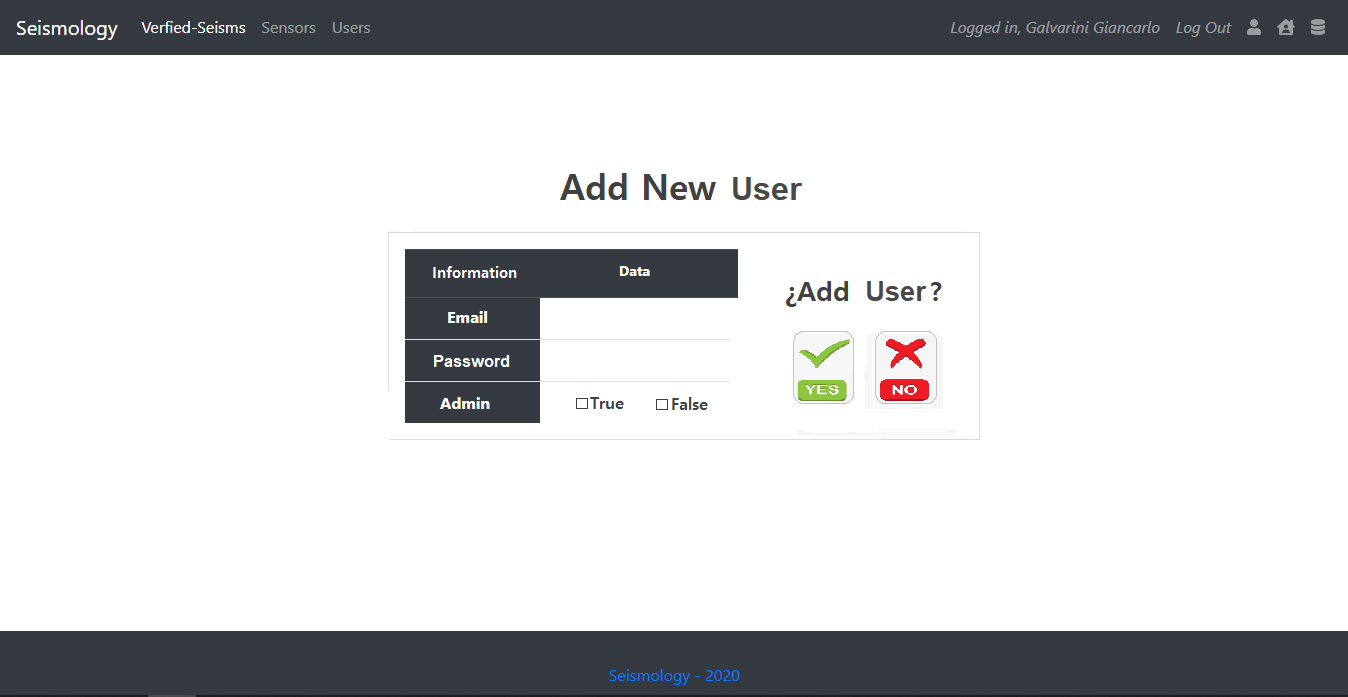 Seismology Verfied-Seisms Sensors Users Logged in, Galvarini Giancarlo Log Out
Add New User
Information Data
Email
Password
Admin True False
¿Add User?
YES NO
Seismology - 2020